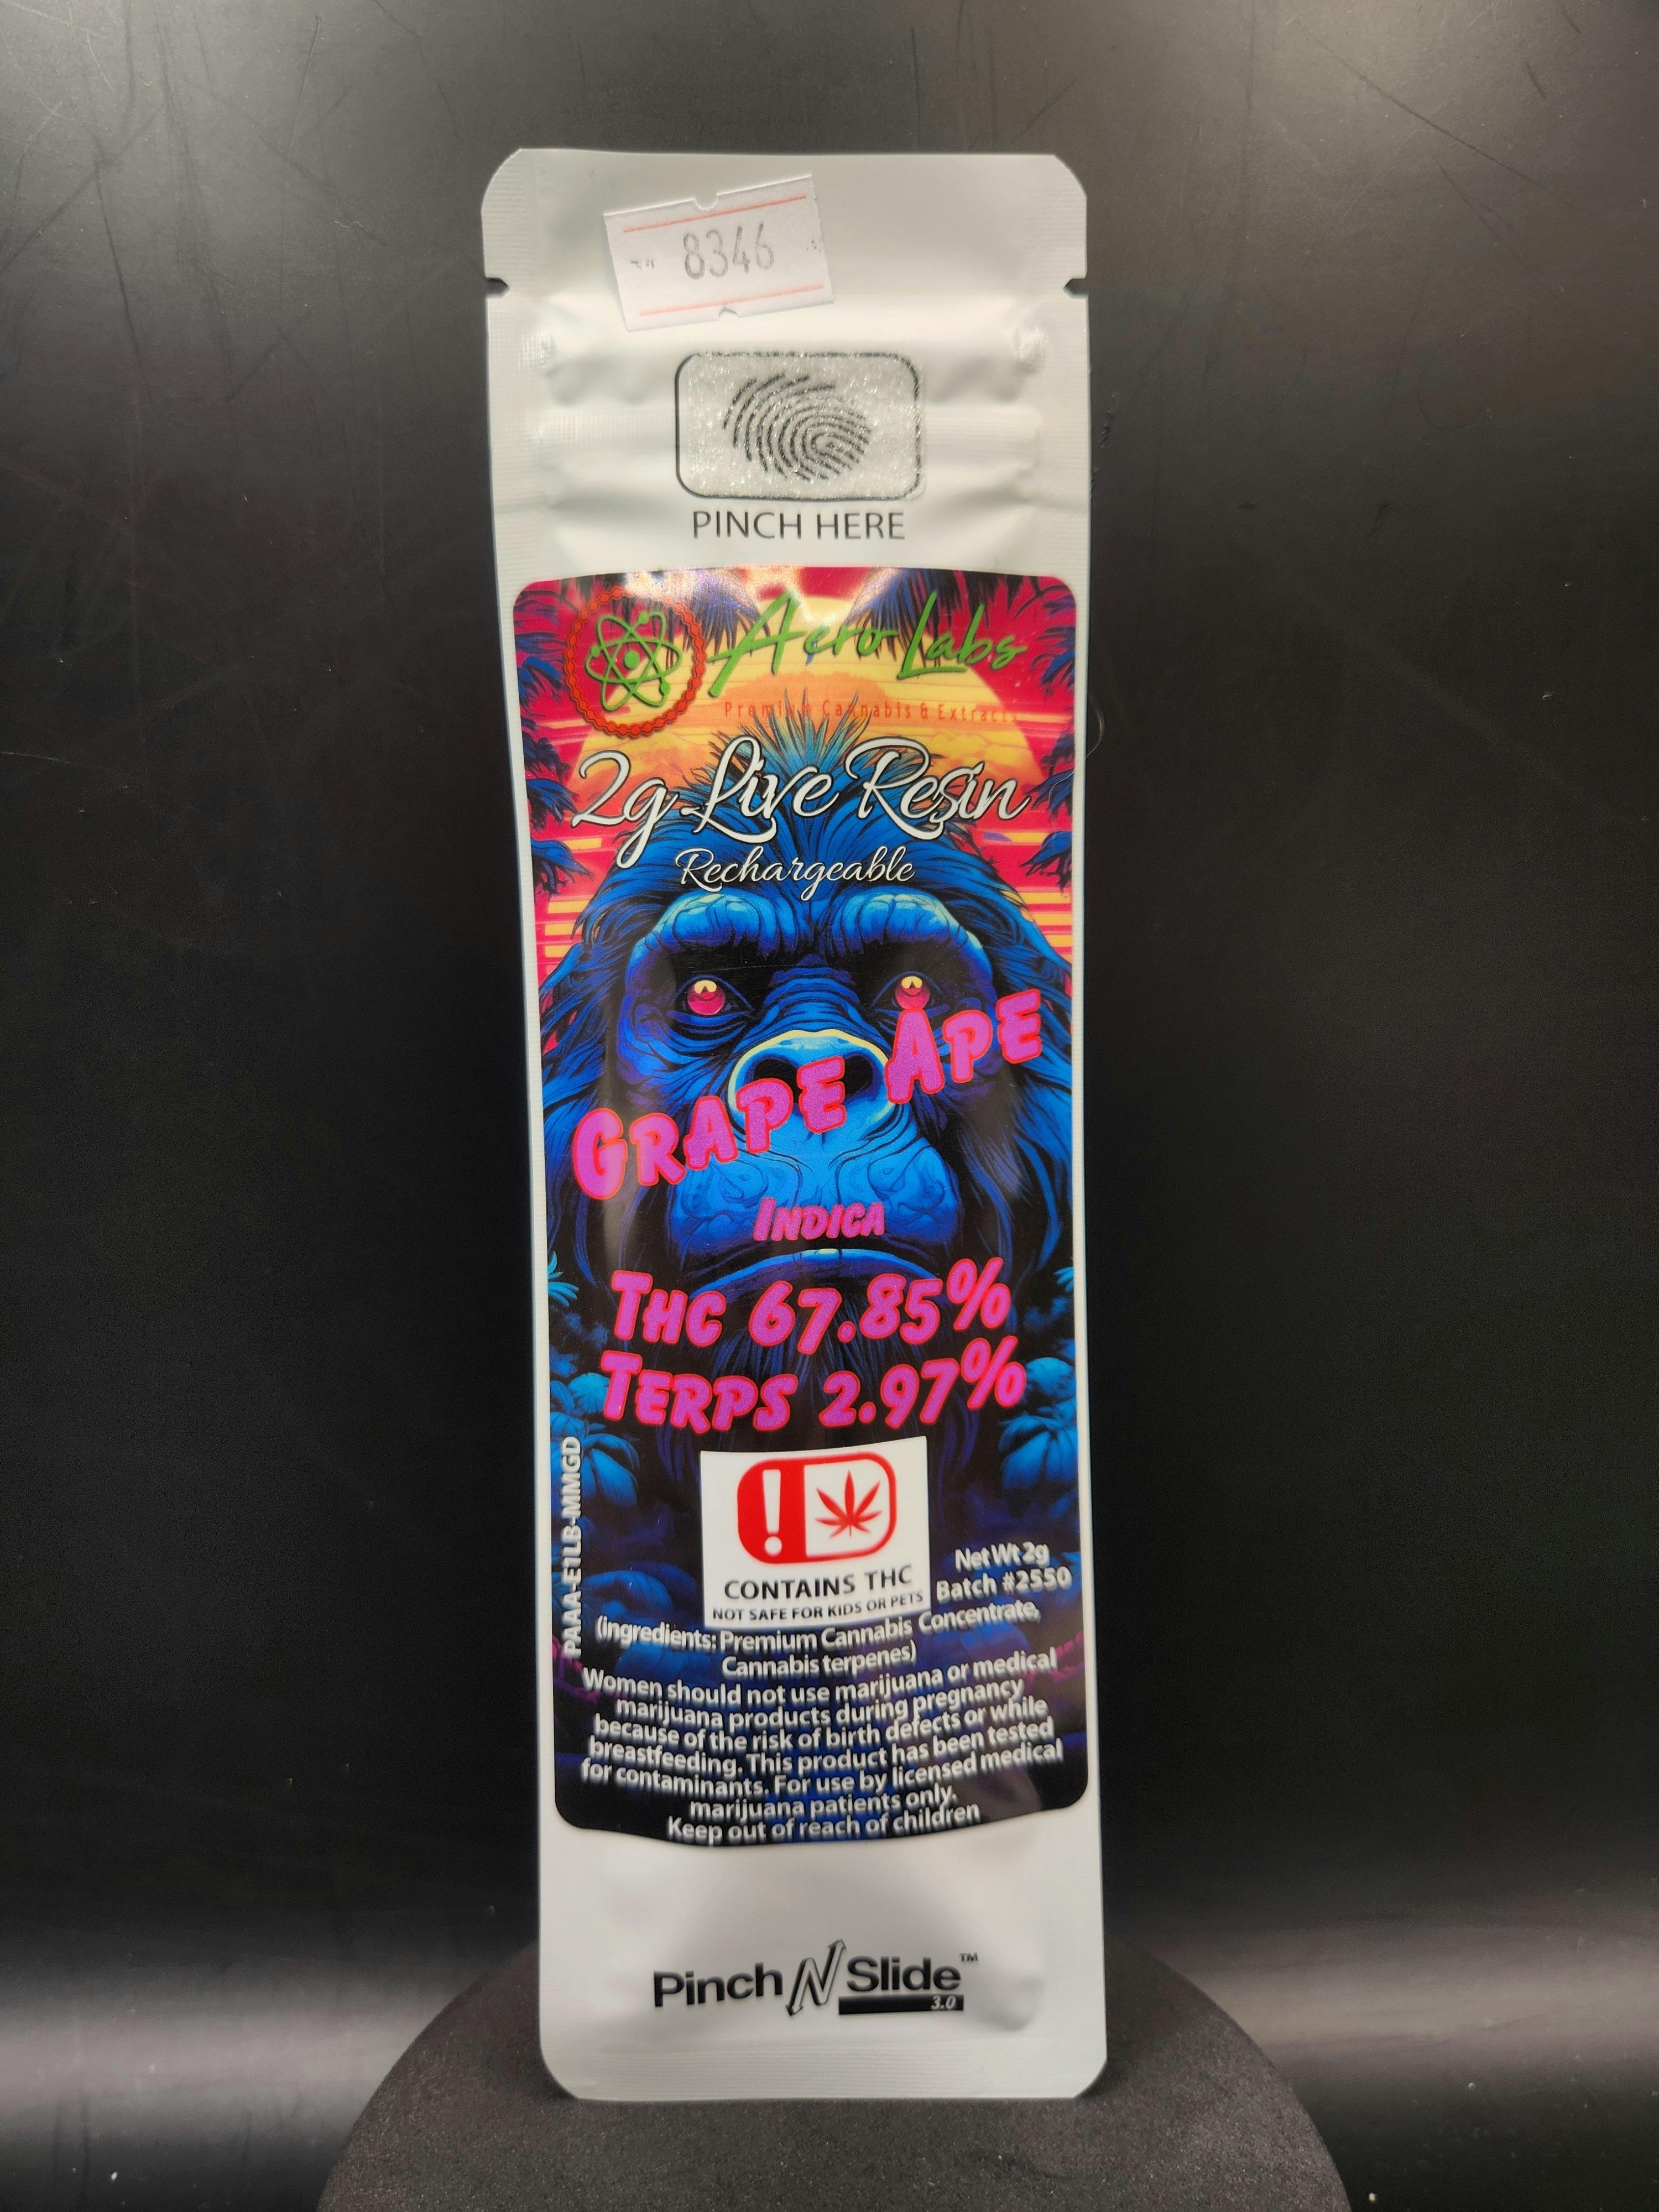 8346
PINCH HERE
Aero Labs
Premium Cannabis & Extracts
2g Live Resin
Rechargeable
GRAPE APE
INDICA
THC 67.85%
TERPS 2.97%
PAAA-E1LB-MMGD
!
CONTAINS THC
NOT SAFE FOR KIDS OR PETS
Net Wt 2g
Batch #2550
(ingredients: Premium Cannabis Concentrate,
Cannabis terpenes)
Women should not use marijuana or medical
marijuana products during pregnancy
because of the risk of birth defects or while
breastfeeding. This product has been tested
for contaminants. For use by licensed medical
marijuana patients only.
Keep out of reach of children
Pinch N Slide™
3.0